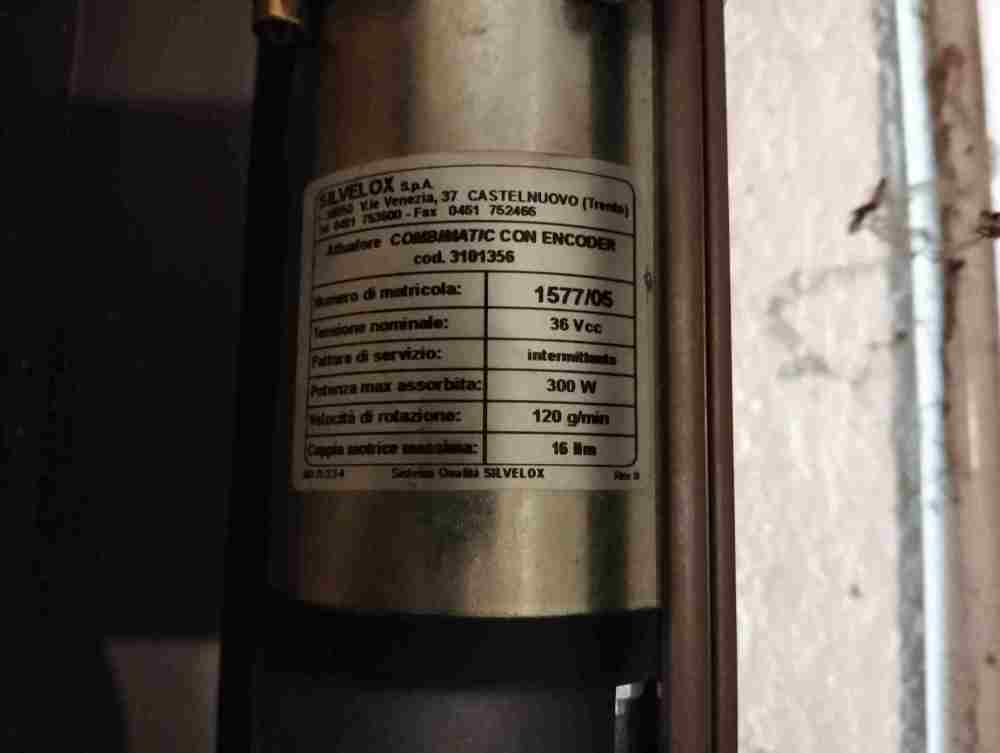 SILVELOX S.p.A.
V.le Venezia, 37 CASTELNUOVO (Trento)
Tel 0461 753600 - Fax 0461 752466
Attuatore COMBIMATIC CON ENCODER
cod. 3101356
Numero di matricola: 1577/05
Tensione nominale: 36 Vcc
Fattore di servizio: intermittente
Potenza max assorbita: 300 W
Velocità di rotazione: 120 g/min
Coppia motrice massima: 16 Nm
Sistema Qualità SILVELOX Rev 0